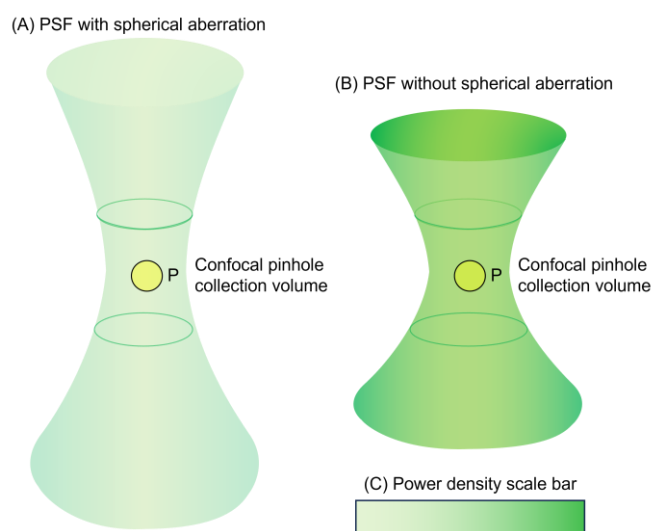 (A) PSF with spherical aberration
(B) PSF without spherical aberration
P
Confocal pinhole
collection volume
P
Confocal pinhole
collection volume
(C) Power density scale bar